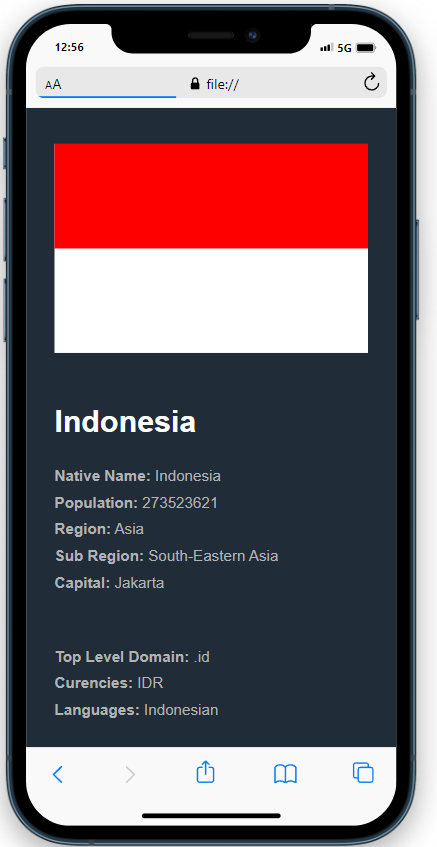 12:56
5G
AA
file://
Indonesia
Native Name: Indonesia
Population: 273523621
Region: Asia
Sub Region: South-Eastern Asia
Capital: Jakarta
Top Level Domain: .id
Curencies: IDR
Languages: Indonesian